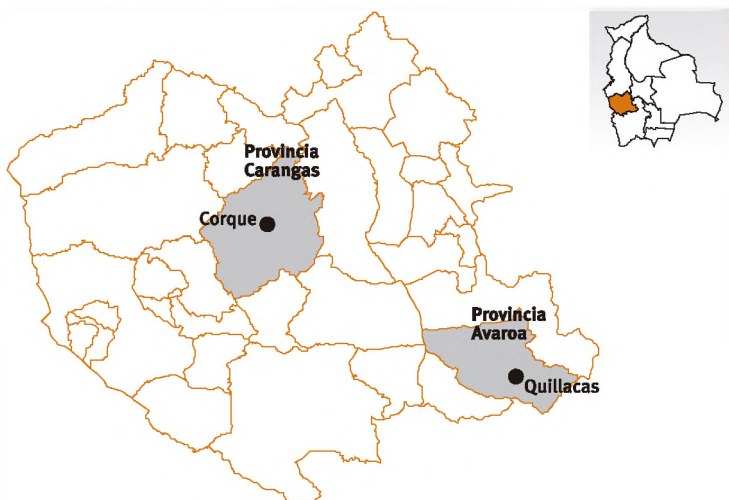 Provincia
Carangas
Corque
Provincia
Avaroa
Quillacas